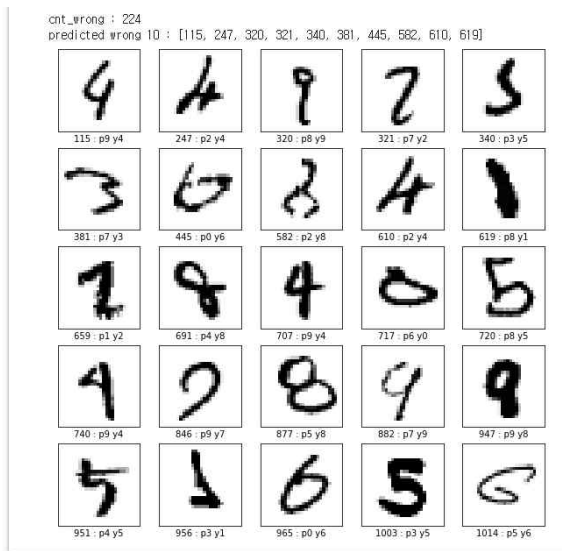 cnt_wrong : 224
predicted wrong 10 : [115, 247, 320, 321, 340, 381, 445, 582, 610, 619]
115 : p9 y4 247 : p2 y4 320 : p8 y9 321 : p7 y2 340 : p3 y5
381 : p7 y3 445 : p0 y6 582 : p2 y8 610 : p2 y4 619 : p8 y1
659 : p1 y2 691 : p4 y8 707 : p9 y4 717 : p6 y0 720 : p8 y5
740 : p9 y4 846 : p9 y7 877 : p5 y8 882 : p7 y9 947 : p9 y8
951 : p4 y5 956 : p3 y1 965 : p0 y6 1003 : p3 y5 1014 : p5 y6